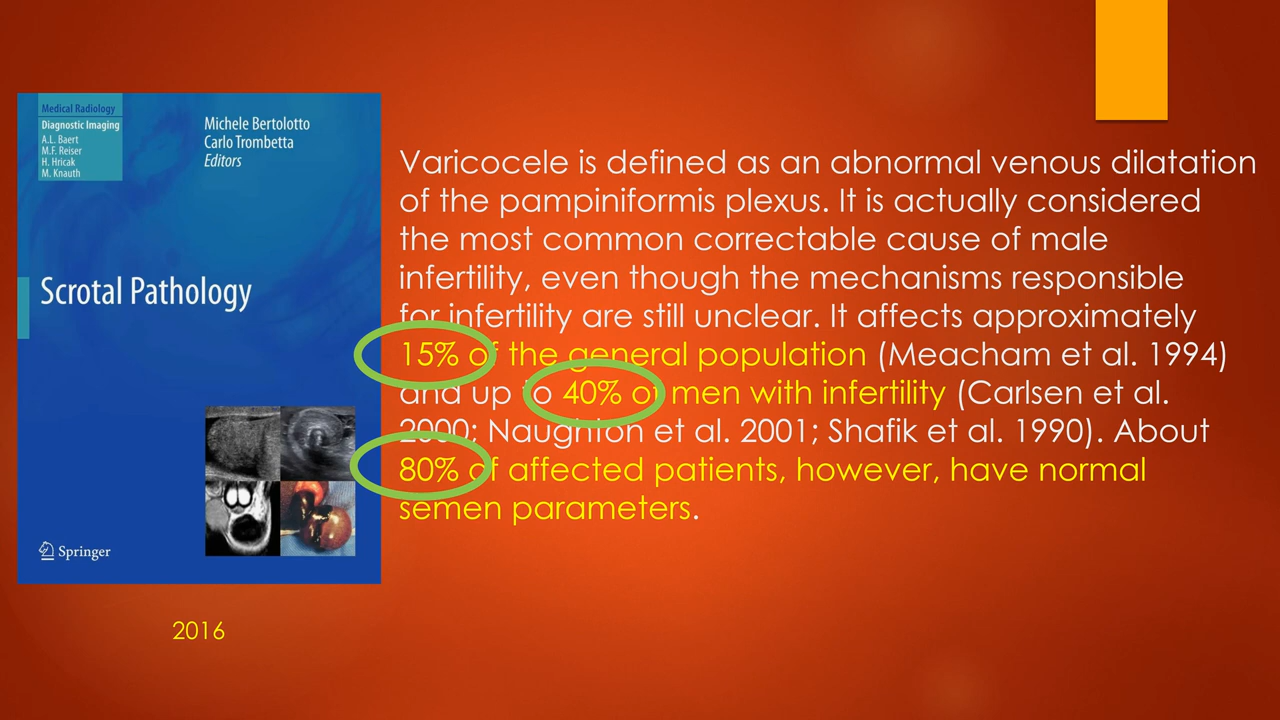 Medical Radiology
Diagnostic Imaging
A.L. Baert
M.F. Reiser
H. Hricak
M. Knauth
Michele Bertolotto
Carlo Trombetta
Editors
Scrotal Pathology
Springer
2016
Varicocele is defined as an abnormal venous dilatation
of the pampiniformis plexus. It is actually considered
the most common correctable cause of male
infertility, even though the mechanisms responsible
for infertility are still unclear. It affects approximately
15% of the general population (Meacham et al. 1994)
and up to 40% of men with infertility (Carlsen et al.
2000; Naughton et al. 2001; Shafik et al. 1990). About
80% of affected patients, however, have normal
semen parameters.